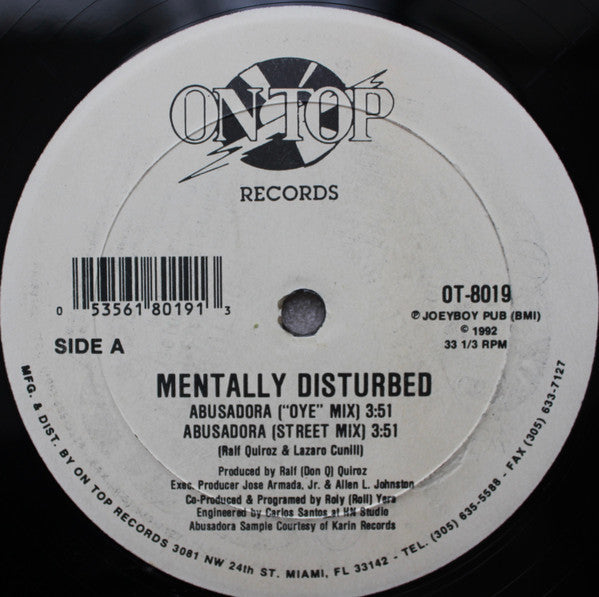 ON TOP
RECORDS
0 53561 80191 3
OT-8019
℗ JOEYBOY PUB (BMI)
© 1992
33 1/3 RPM
SIDE A
MENTALLY DISTURBED
ABUSADORA ("OYE" MIX) 3:51
ABUSADORA (STREET MIX) 3:51
(Ralf Quiroz & Lazaro Cunill)
Produced by Ralf (Don Q) Quiroz
Exec. Producer Jose Armada, Jr. & Allen L. Johnston
Co-Produced & Programed by Roly (Roll) Yera
Engineered by Carlos Santos at HN Studio
Abusadora Sample Courtesy of Karin Records
MFG. & DIST. BY ON TOP RECORDS 3081 NW 24th ST. MIAMI, FL 33142 - TEL. (305) 635-5588 - FAX (305) 633-7127